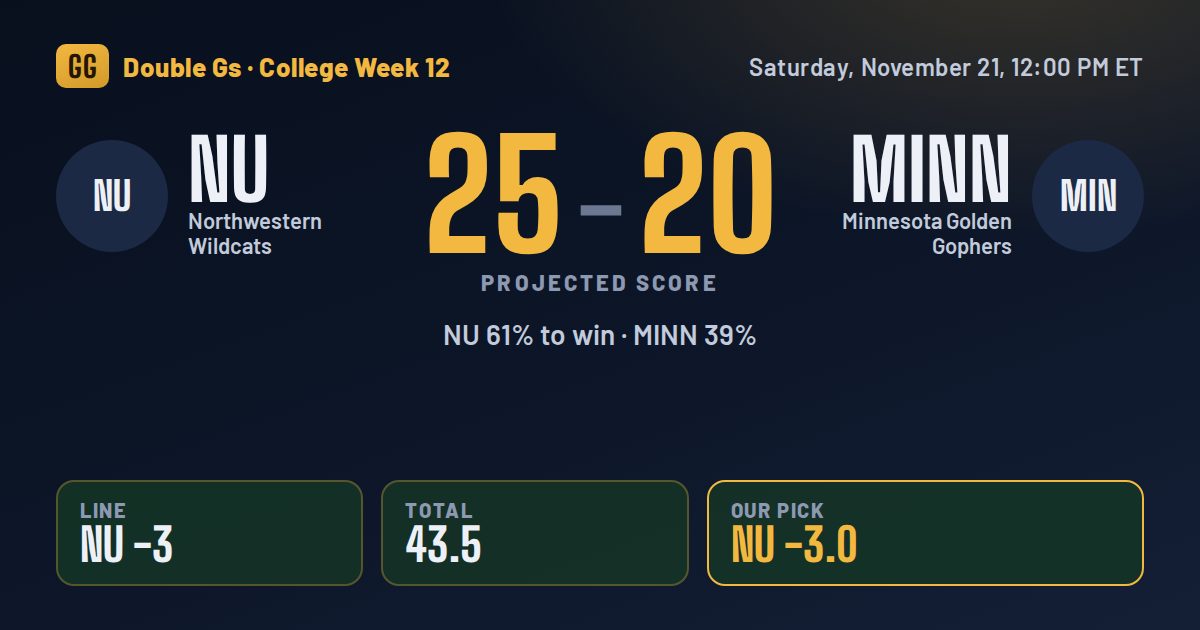 GG Double Gs · College Week 12
Saturday, November 21, 12:00 PM ET
NU
NU
Northwestern
Wildcats
25 – 20
PROJECTED SCORE
NU 61% to win · MINN 39%
MINN
Minnesota Golden
Gophers
MIN
LINE
NU −3
TOTAL
43.5
OUR PICK
NU −3.0